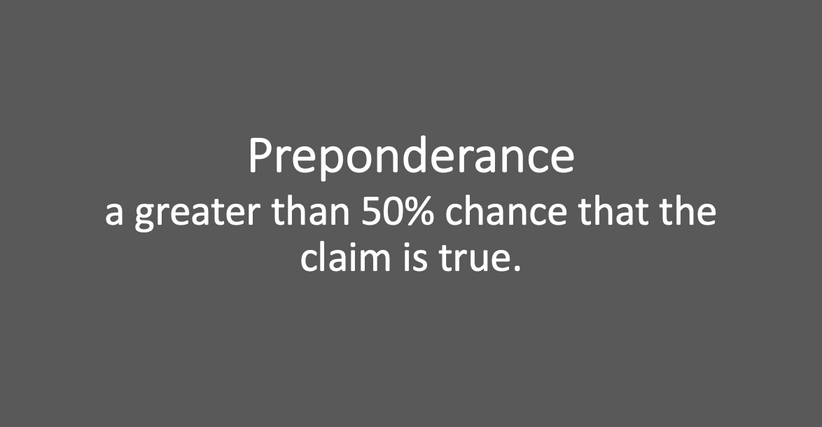 Preponderance
a greater than 50% chance that the
claim is true.